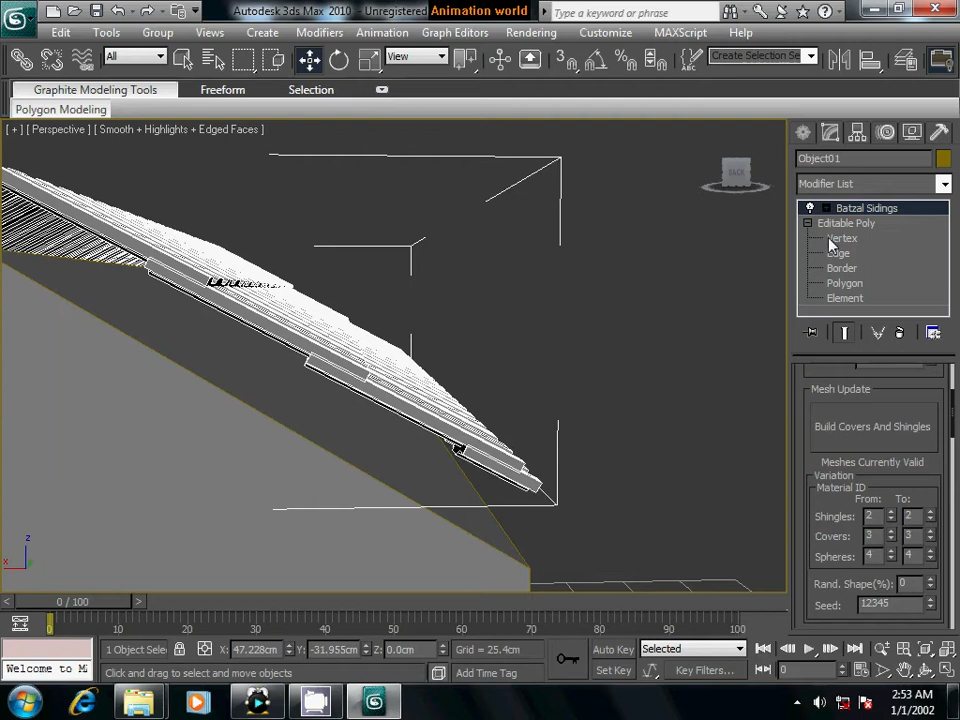 Autodesk 3ds Max 2010 - Unregistered Animation world
Type a keyword or phrase
Edit Tools Group Views Create Modifiers Animation Graph Editors Rendering Customize MAXScript Help
All View Create Selection Se
Graphite Modeling Tools Freeform Selection
Polygon Modeling
[ + ] [ Perspective ] [ Smooth + Highlights + Edged Faces ]
BACK
Object01
Modifier List
Batzal Sidings
Editable Poly
Vertex
Edge
Border
Polygon
Element
Mesh Update
Build Covers And Shingles
Meshes Currently Valid
Variation
Material ID
From: To:
Shingles: 2 2
Covers: 3 3
Spheres: 4 4
Rand. Shape(%): 0
Seed: 12345
z
x
< 0 / 100 >
0 10 20 30 40 50 60 70 80 90 100
1 Object Selec X: 47.228cm Y: -31.955cm Z: 0.0cm Grid = 25.4cm Auto Key Selected
Welcome to M Click and drag to select and move objects Add Time Tag Set Key Key Filters... 0
2:53 AM
1/1/2002